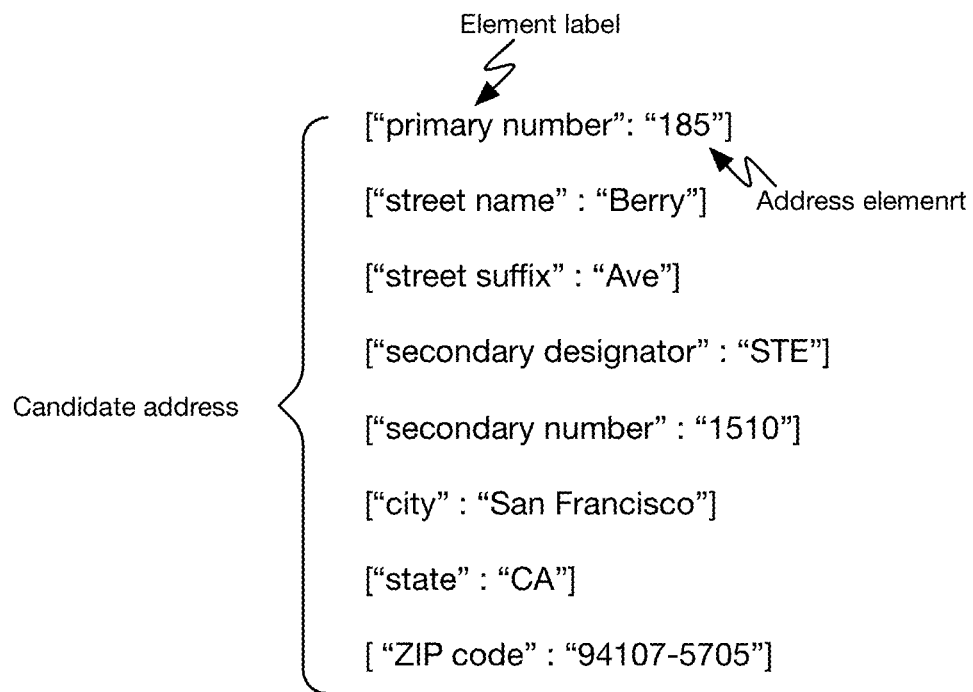 Element label
[“primary number”: “185”]
[“street name” : “Berry”]
Address elemenrt
[“street suffix” : “Ave”]
[“secondary designator” : “STE”]
Candidate address
[“secondary number” : “1510”]
[“city” : “San Francisco”]
[“state” : “CA”]
[ “ZIP code” : “94107-5705”]